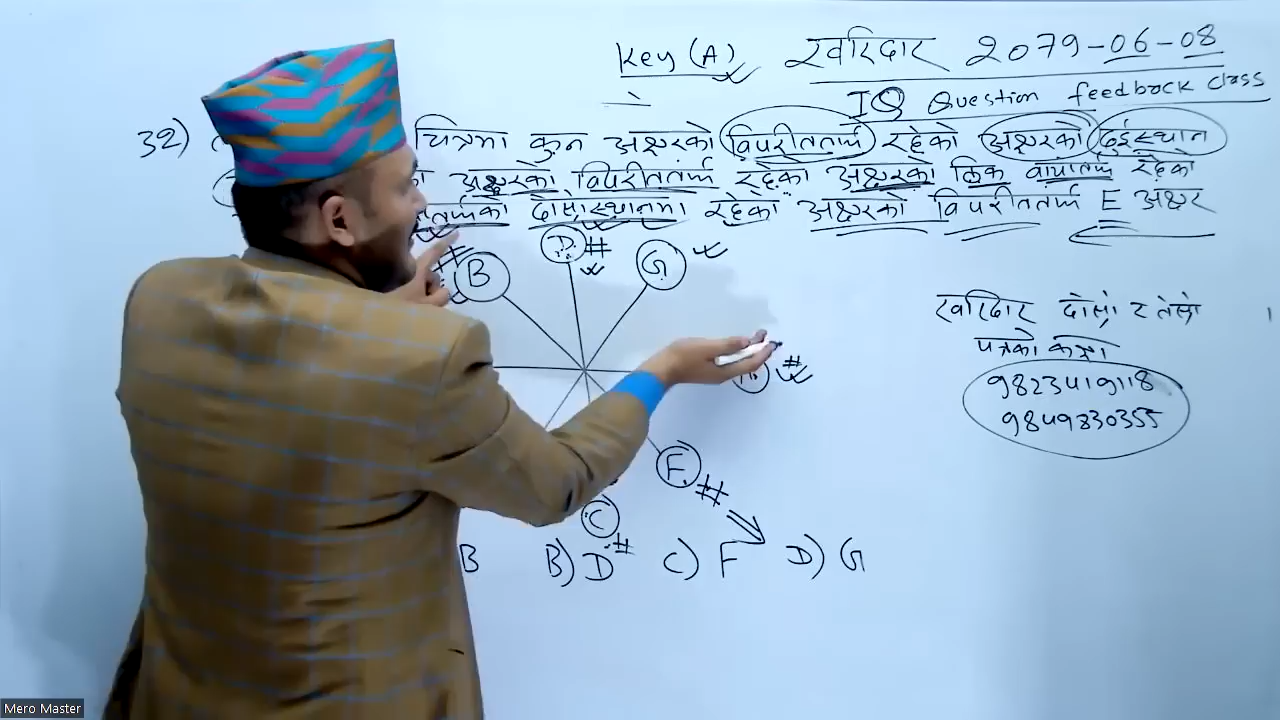 Key (A) खरिदार 2079-06-08
IQ Question feedback class
32) चित्रमा कुन अक्षरको विपरीततर्फ रहेको अक्षरको दुईस्थान
अक्षरको विपरीततर्फ रहेको अक्षरको ठिक बायाँतर्फ रहेको
दोस्रोस्थानमा रहेको अक्षरको विपरीततर्फ E अक्षर
B D G
खरिदार दोस्रो र तेस्रो
पत्रको कक्षा
9823419118
9849830355
F
C
B B) D C) F D) G
Mero Master